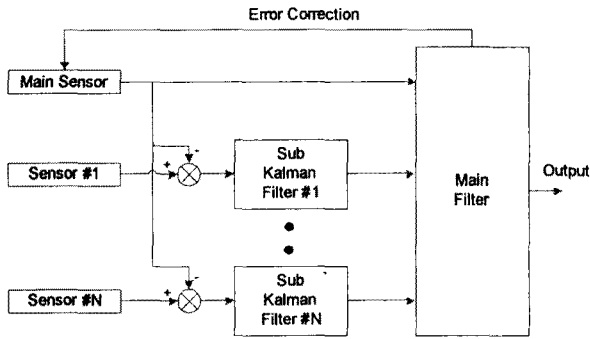 Error Correction
Main Sensor
-
Sensor #1
+
Sub
Kalman
Filter #1
Main
Filter
Output
-
Sensor #N
+
Sub
Kalman
Filter #N